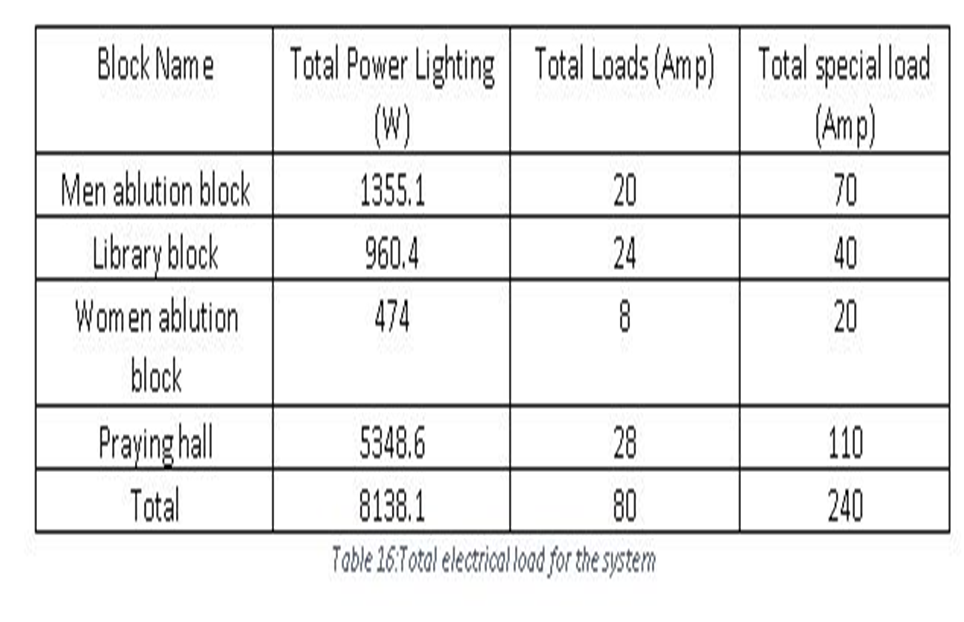 Block Name Total Power Lighting (W) Total Loads (Amp) Total special load (Amp)
Men ablution block 1355.1 20 70
Library block 960.4 24 40
Women ablution block 474 8 20
Praying hall 5348.6 28 110
Total 8138.1 80 240
Table 16:Total electrical load for the system